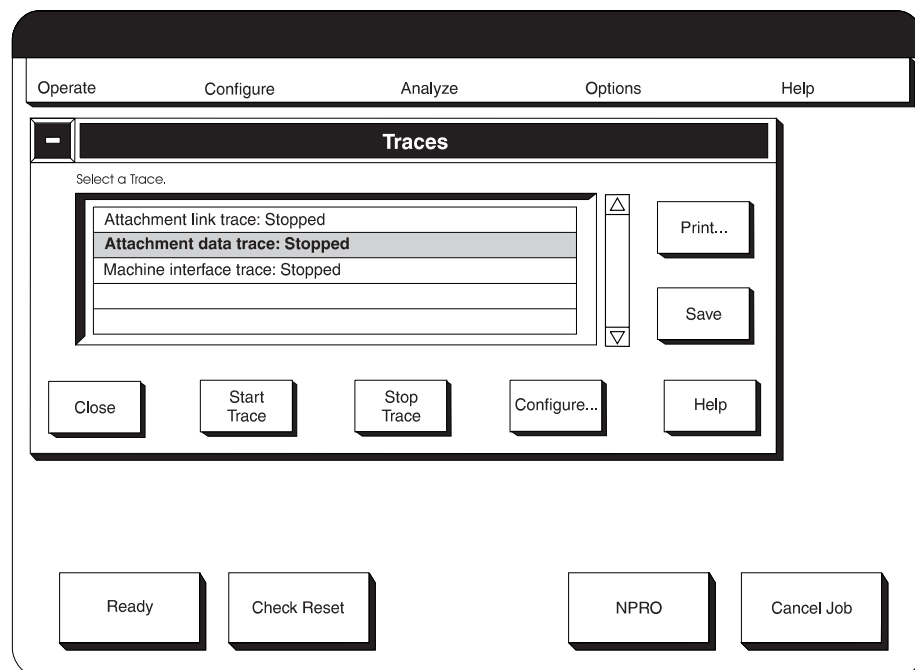 Operate Configure Analyze Options Help
Traces
Select a Trace.
Attachment link trace: Stopped
Attachment data trace: Stopped
Machine interface trace: Stopped
Print...
Save
Close
Start
Trace
Stop
Trace
Configure...
Help
Ready
Check Reset
NPRO
Cancel Job